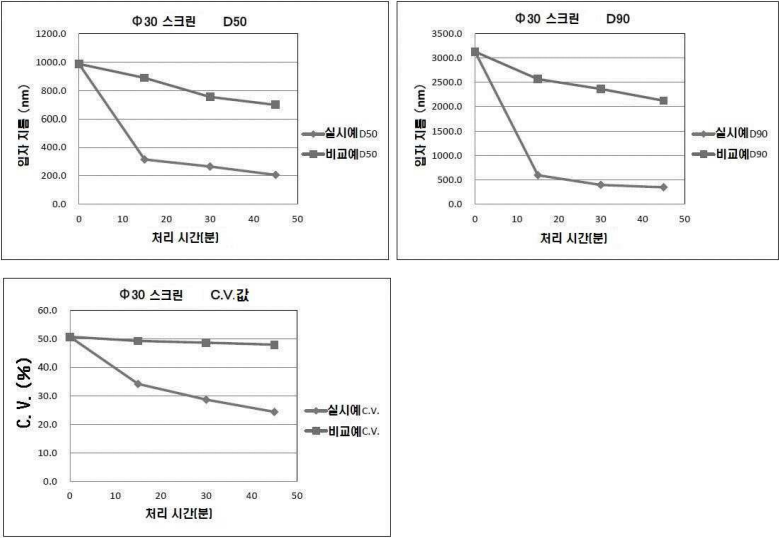 Φ30 스크린 D50
1200.0
1000.0
800.0
600.0
400.0
200.0
0.0
입자 지름 (nm)
0 10 20 30 40 50
처리 시간(분)
실시예D50
비교예D50
Φ30 스크린 D90
3500.0
3000.0
2500.0
2000.0
1500.0
1000.0
500.0
0.0
입자 지름 (nm)
0 10 20 30 40 50
처리 시간(분)
실시예D90
비교예D90
Φ30 스크린 C.V.값
60.0
50.0
40.0
30.0
20.0
10.0
0.0
C. V. (%)
0 10 20 30 40 50
처리 시간(분)
실시예C.V.
비교예C.V.